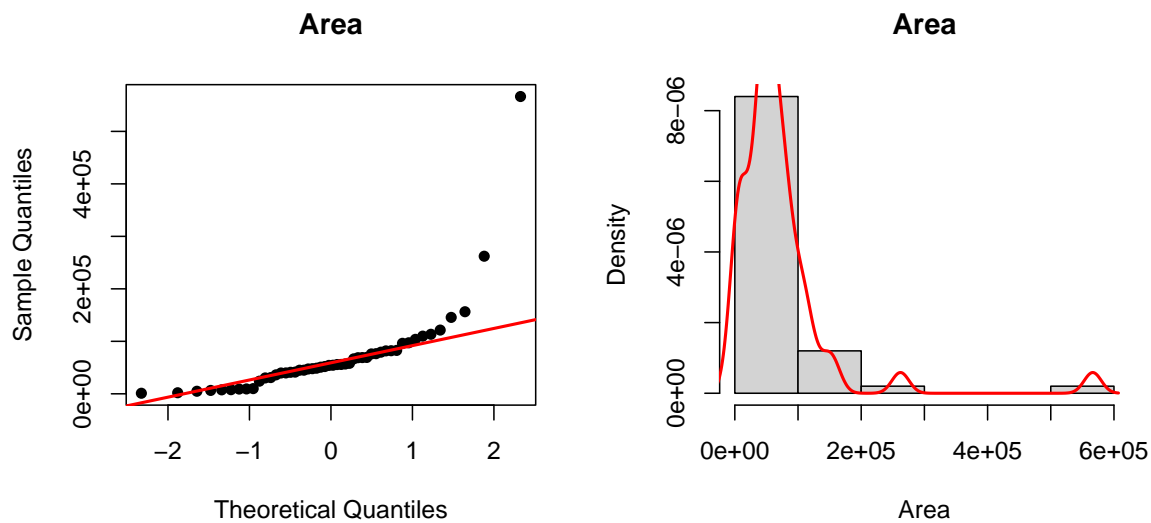 Area
Sample Quantiles
0e+00
2e+05
4e+05
−2
−1
0
1
2
Theoretical Quantiles
Area
Density
0e+00
4e−06
8e−06
0e+00
2e+05
4e+05
6e+05
Area